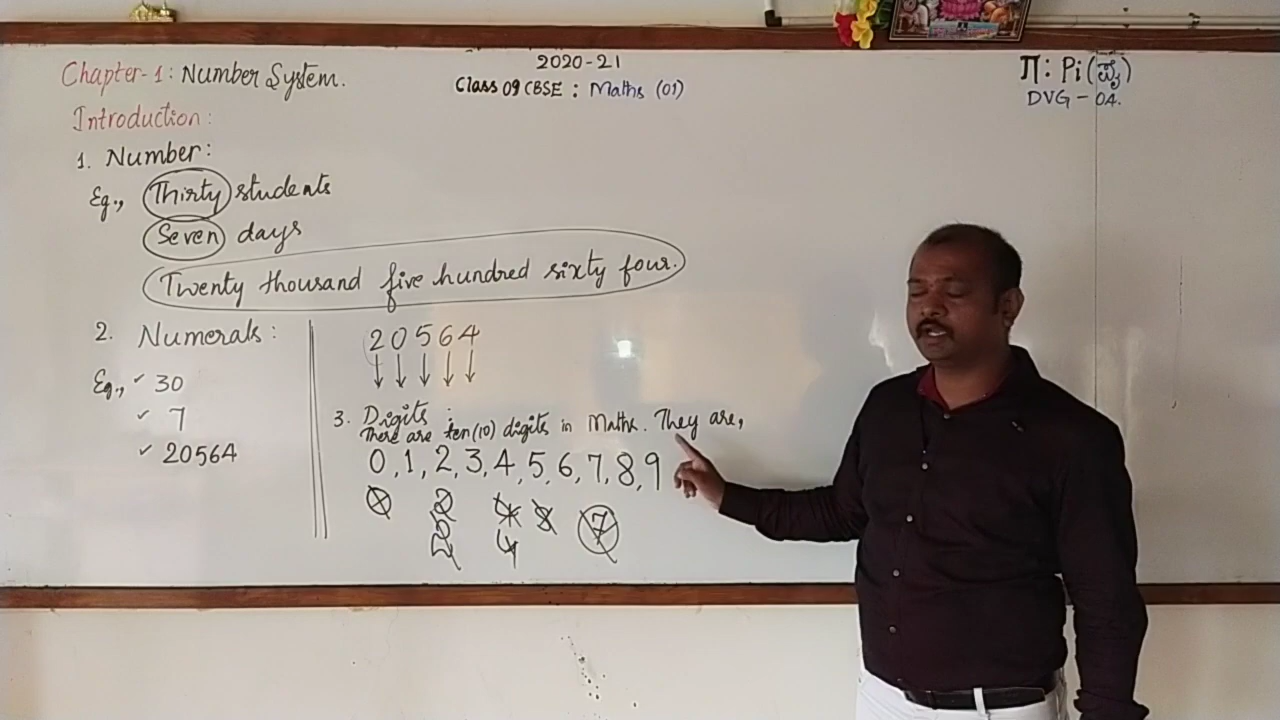 2020-21
Chapter-1: Number System.
Class 09 CBSE : Maths (01)
π: Pi (ವೃ)
DVG - 04.
Introduction:
1. Number:
Eg., Thirty students
Seven days
Twenty thousand five hundred sixty four.
2. Numerals:
Eg., ✓ 30
✓ 7
✓ 20564
20564
3. Digits:
There are ten (10) digits in Maths. They are,
0, 1, 2, 3, 4, 5, 6, 7, 8, 9
7